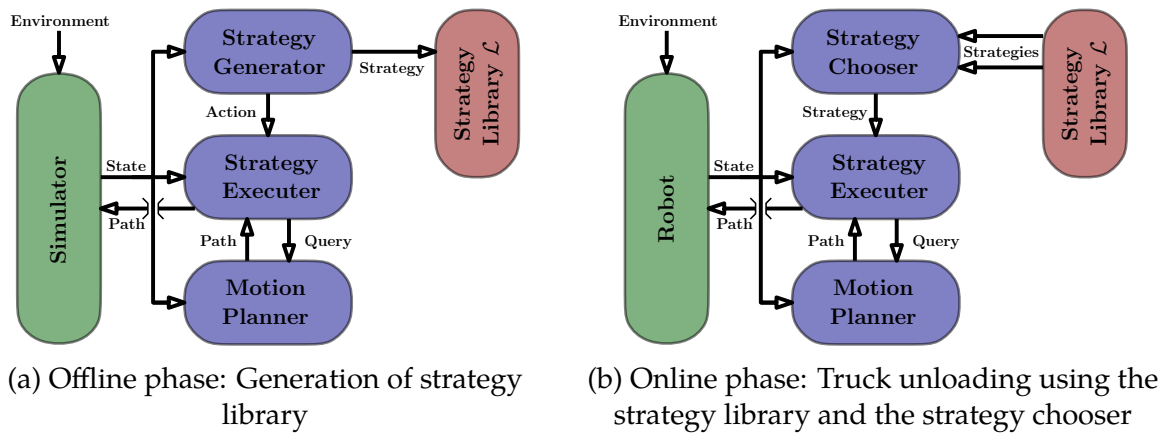 Environment
Simulator
Strategy
Generator
Strategy
Strategy
Library ℒ
Action
State
Strategy
Executer
Path
Path
Query
Motion
Planner
(a) Offline phase: Generation of strategy
library
Environment
Robot
Strategy
Chooser
Strategies
Strategy
Library ℒ
Strategy
State
Strategy
Executer
Path
Path
Query
Motion
Planner
(b) Online phase: Truck unloading using the
strategy library and the strategy chooser